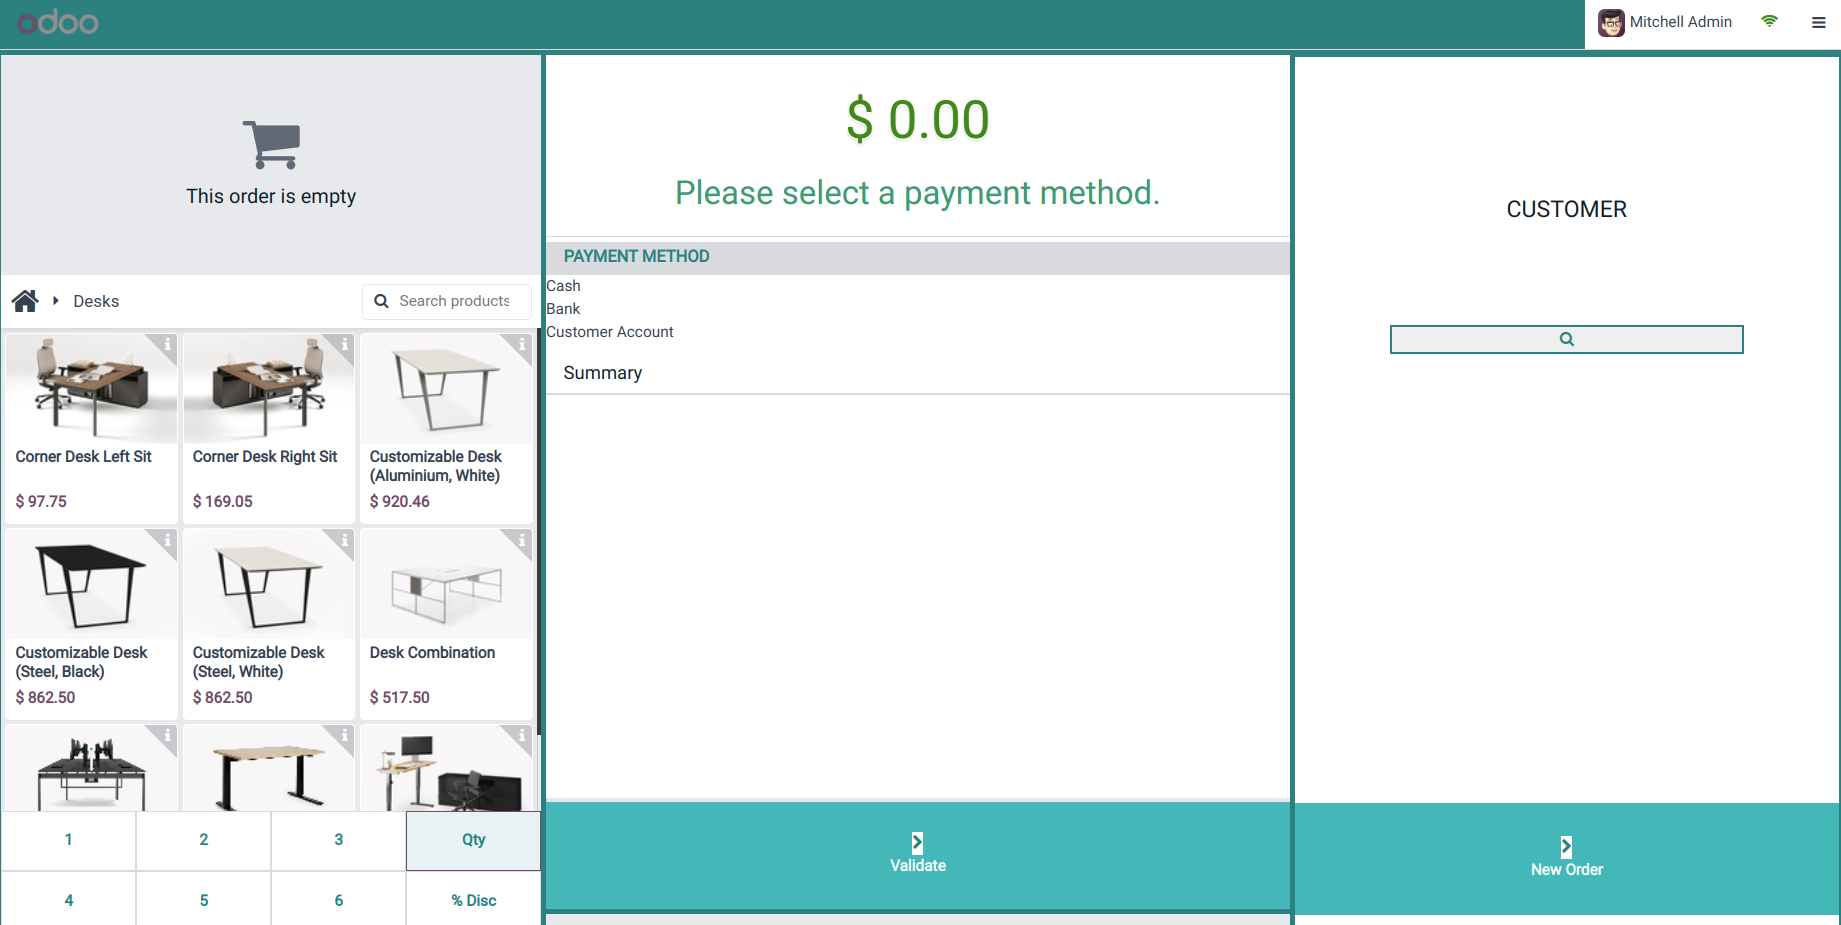 odoo
Mitchell Admin
This order is empty
Desks
Search products
Corner Desk Left Sit
$ 97.75
Corner Desk Right Sit
$ 169.05
Customizable Desk
(Aluminium, White)
$ 920.46
Customizable Desk
(Steel, Black)
$ 862.50
Customizable Desk
(Steel, White)
$ 862.50
Desk Combination
$ 517.50
1
2
3
Qty
4
5
6
% Disc
$ 0.00
Please select a payment method.
PAYMENT METHOD
Cash
Bank
Customer Account
Summary
Validate
CUSTOMER
New Order